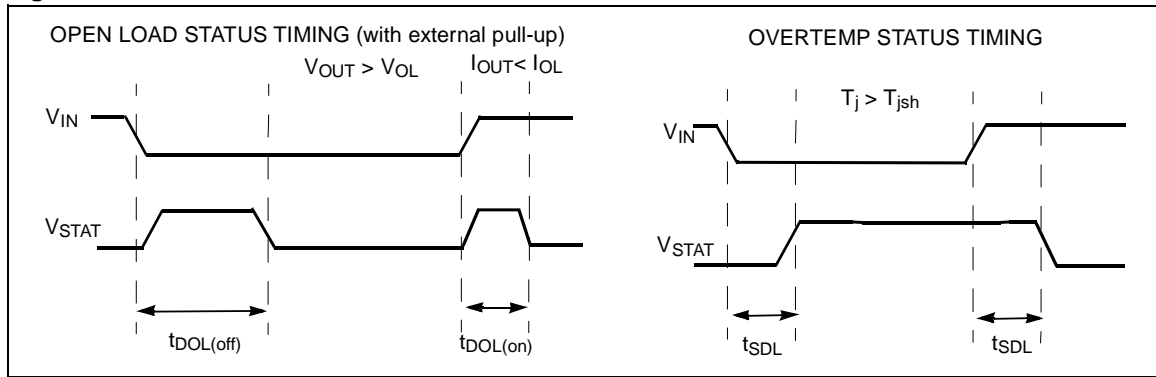 OPEN LOAD STATUS TIMING (with external pull-up)
VOUT > VOL
IOUT< IOL
VIN
VSTAT
tDOL(off)
tDOL(on)
OVERTEMP STATUS TIMING
Tj > Tjsh
VIN
VSTAT
tSDL
tSDL